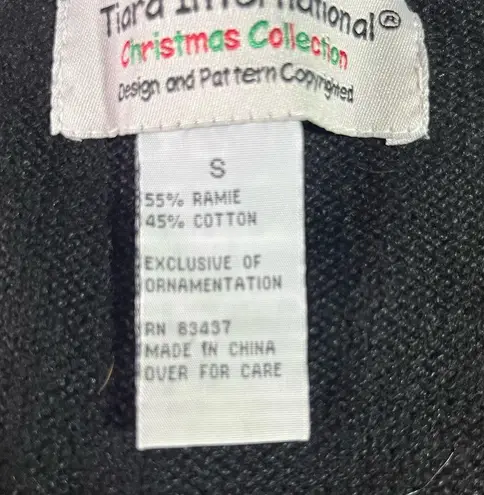 Tiara International®
Christmas Collection
Design and Pattern Copyrighted
S
55% RAMIE
45% COTTON
EXCLUSIVE OF
ORNAMENTATION
RN 83437
MADE IN CHINA
OVER FOR CARE